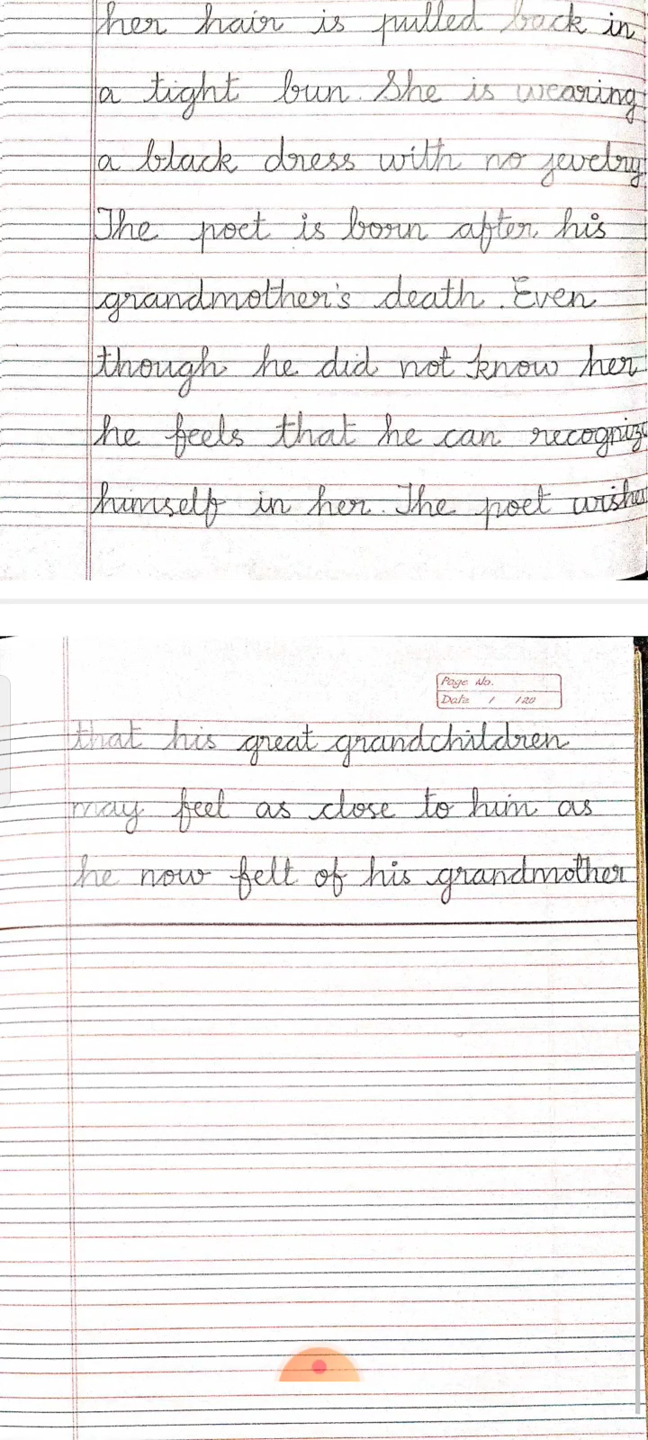 her hair is pulled back in
a tight bun. She is wearing
a black dress with no jewelry
The poet is born after his
grandmother's death. Even
though he did not know her
he feels that he can recognize
himself in her. The poet wishes
Page No.
Date / /20
that his great grandchildren
may feel as close to him as
he now felt of his grandmother